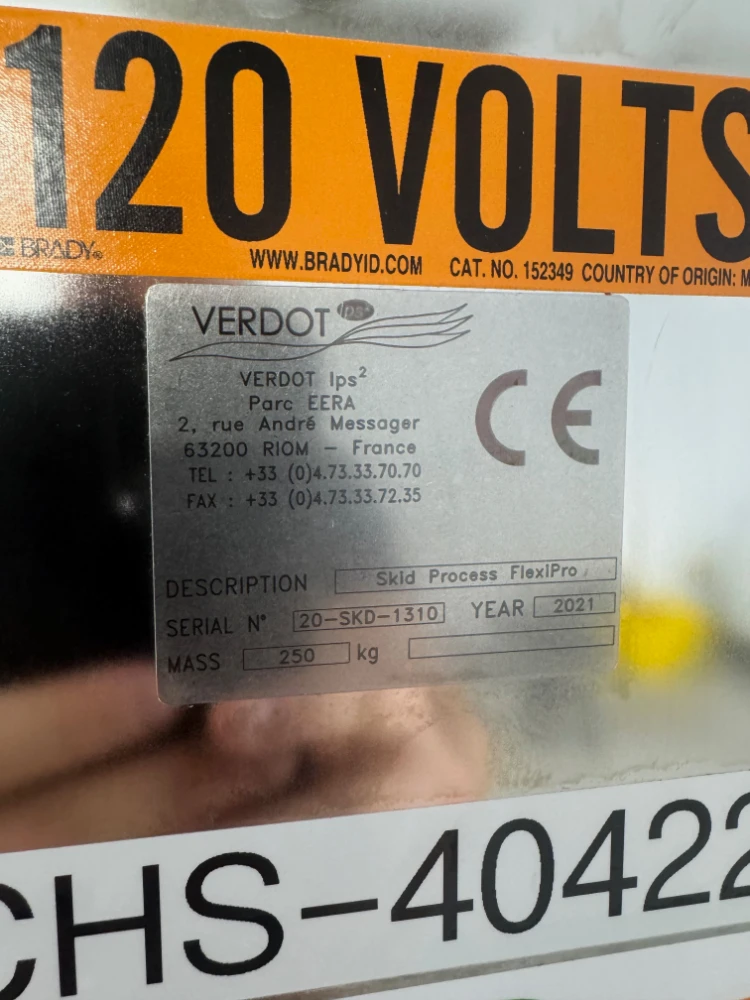 120 VOLTS
BRADY®
WWW.BRADYID.COM CAT. NO. 152349 COUNTRY OF ORIGIN:
VERDOT ips²
VERDOT Ips²
Parc EERA
2, rue André Messager
63200 RIOM – France
TEL : +33 (0)4.73.33.70.70
FAX : +33 (0)4.73.33.72.35
CE
DESCRIPTION Skid Process FlexiPro
SERIAL N° 20-SKD-1310 YEAR 2021
MASS 250 kg
CHS-40422